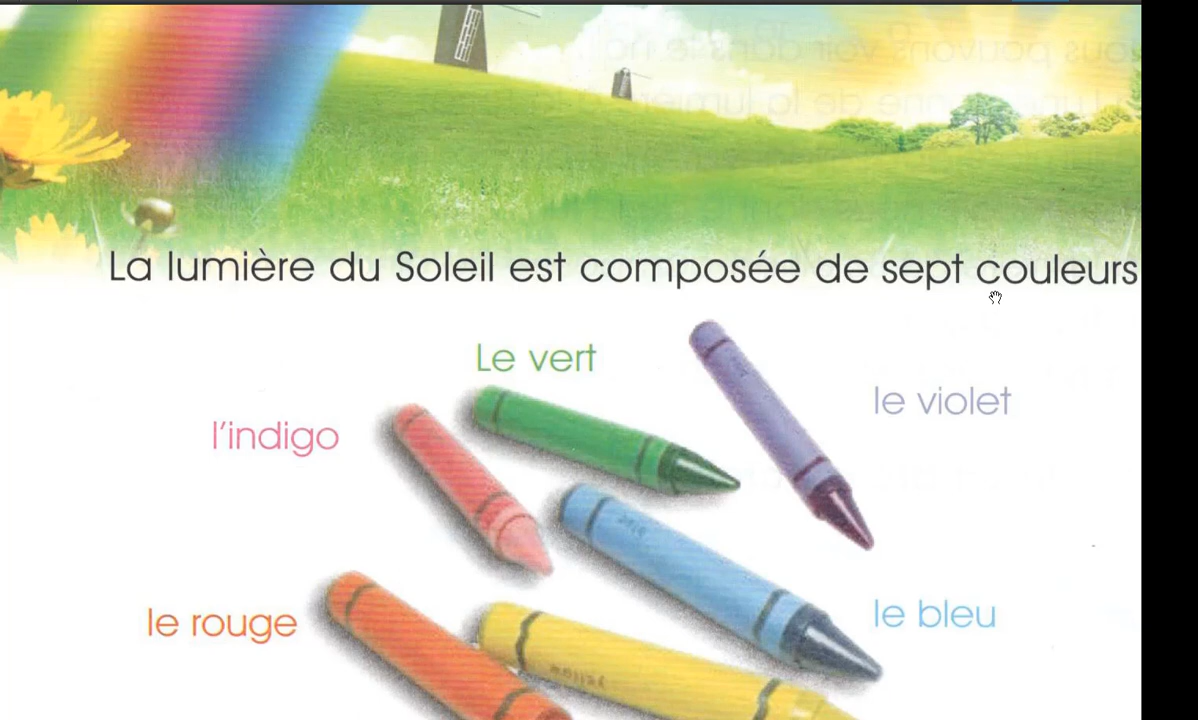 La lumière du Soleil est composée de sept couleurs
Le vert
le violet
l'indigo
le rouge
le bleu